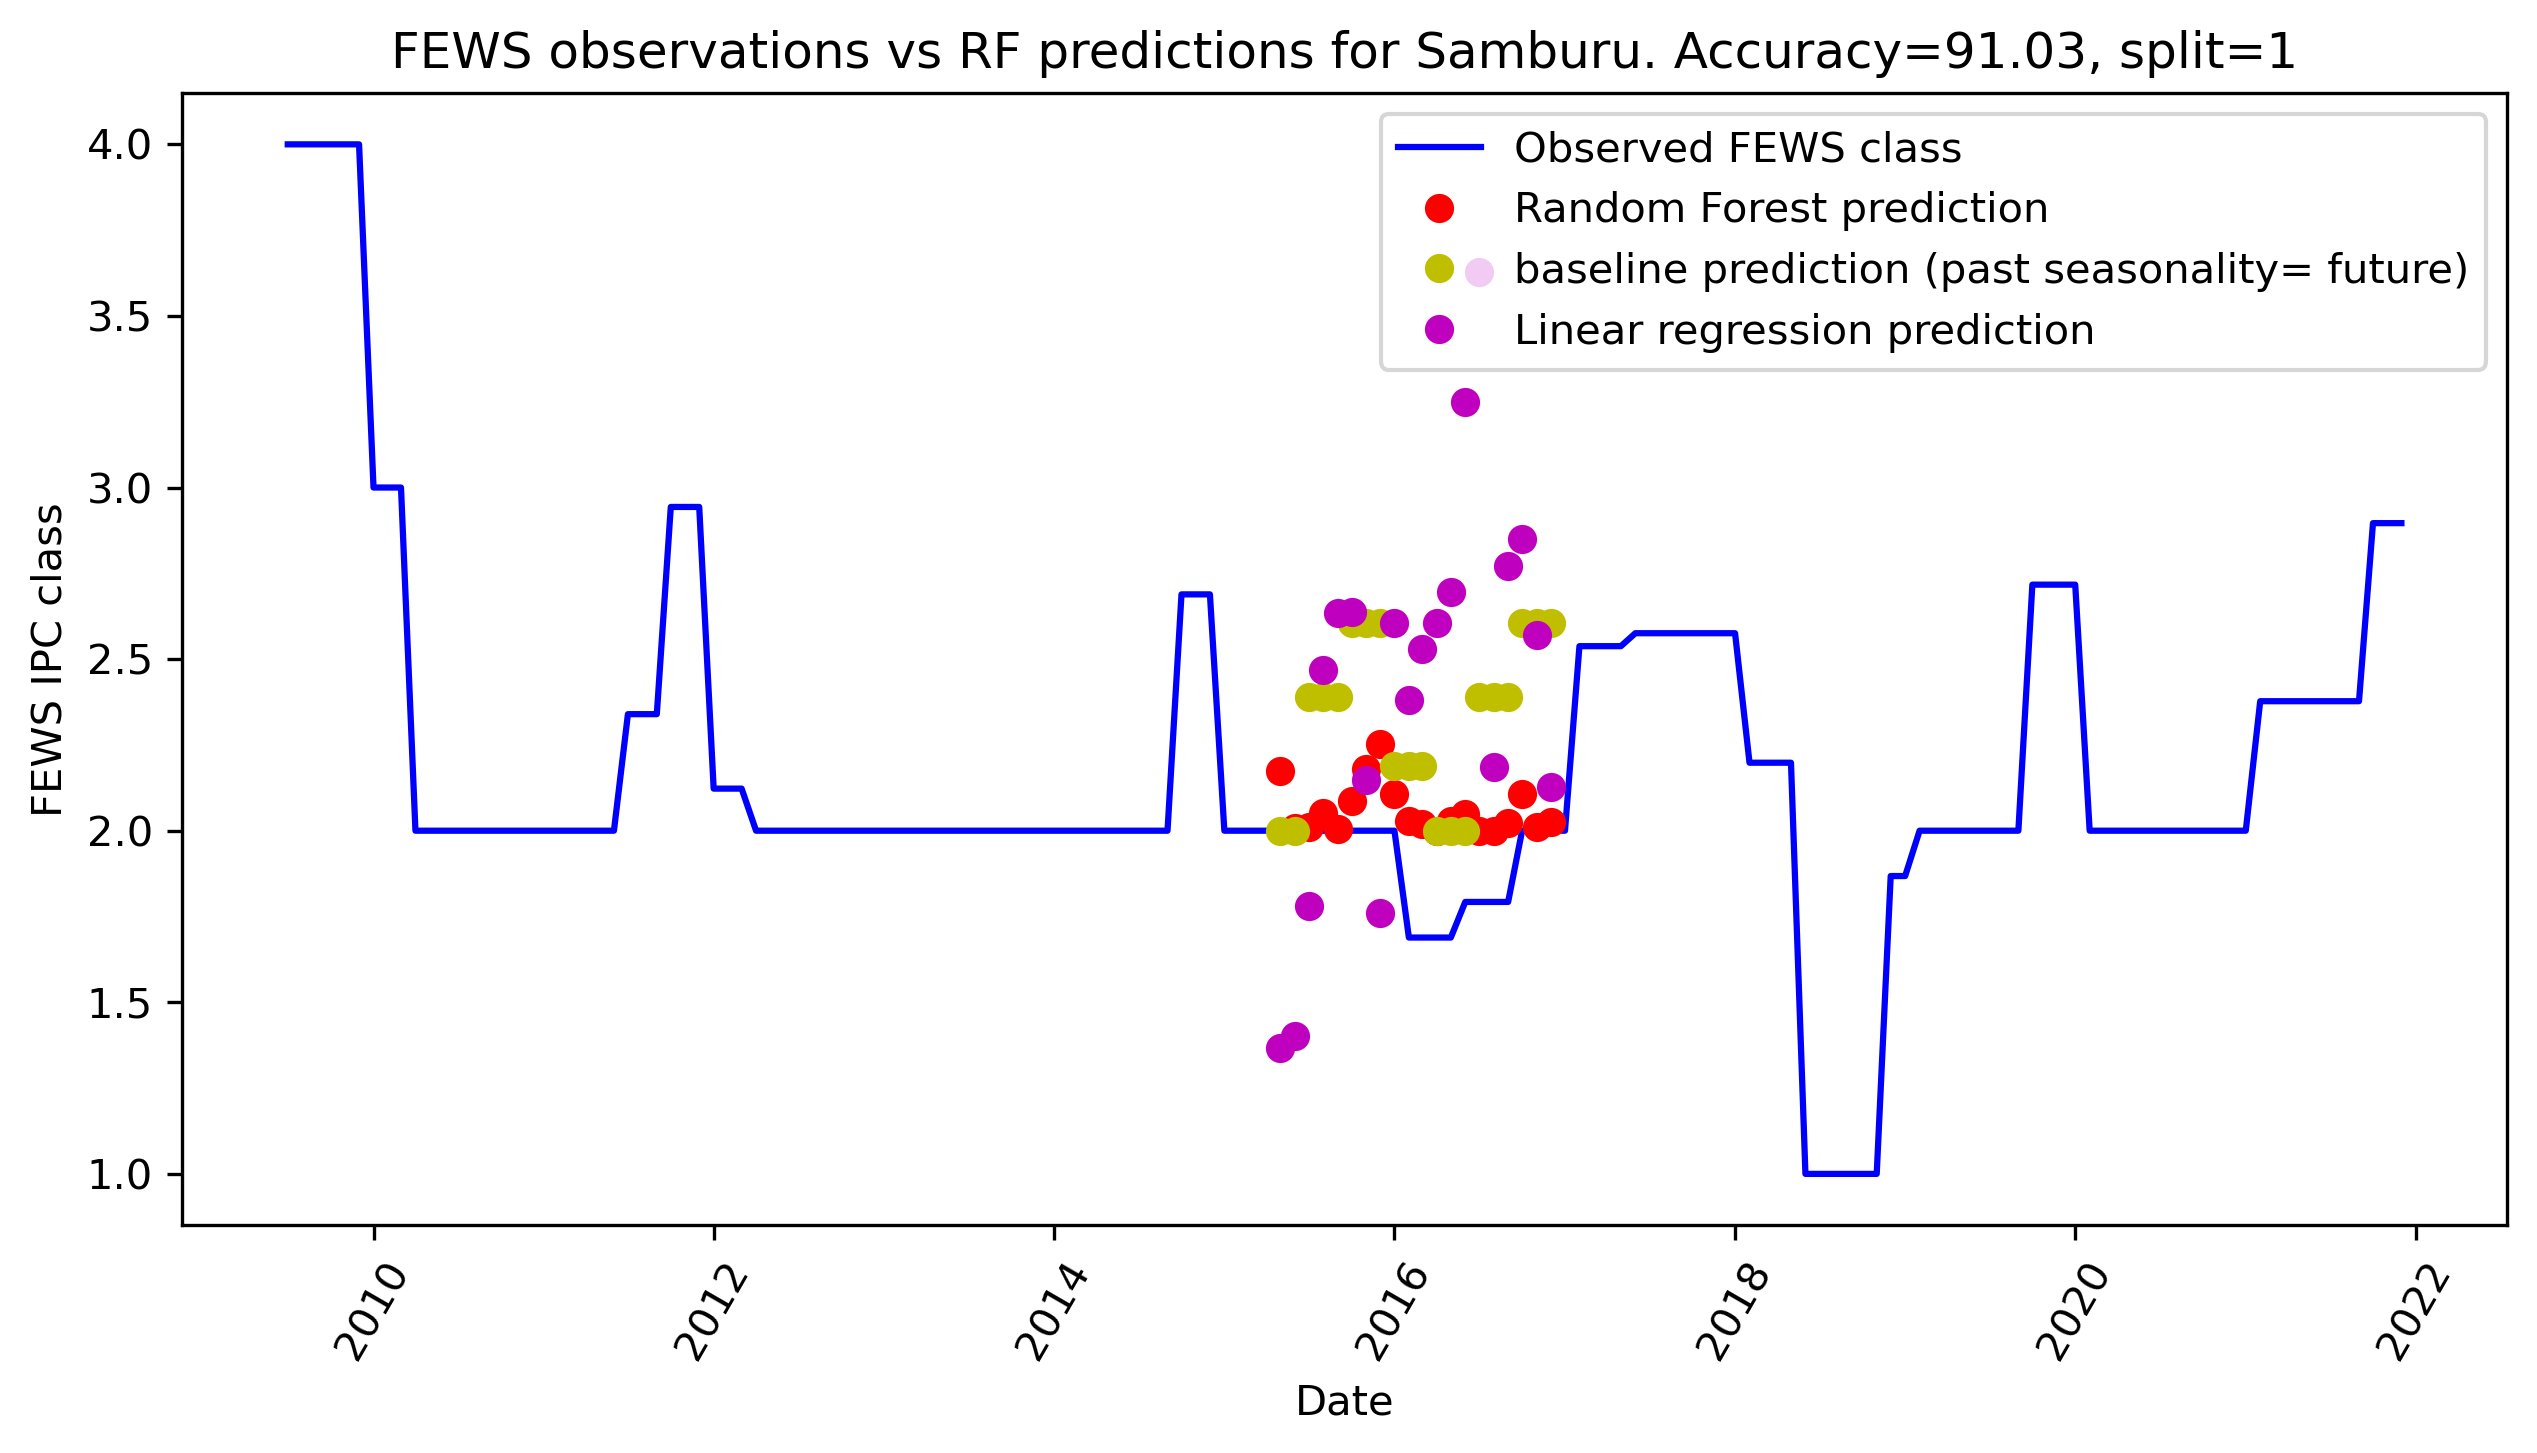 FEWS observations vs RF predictions for Samburu. Accuracy=91.03, split=1
Observed FEWS class
Random Forest prediction
baseline prediction (past seasonality= future)
Linear regression prediction
FEWS IPC class
4.0
3.5
3.0
2.5
2.0
1.5
1.0
2010
2012
2014
2016
2018
2020
2022
Date